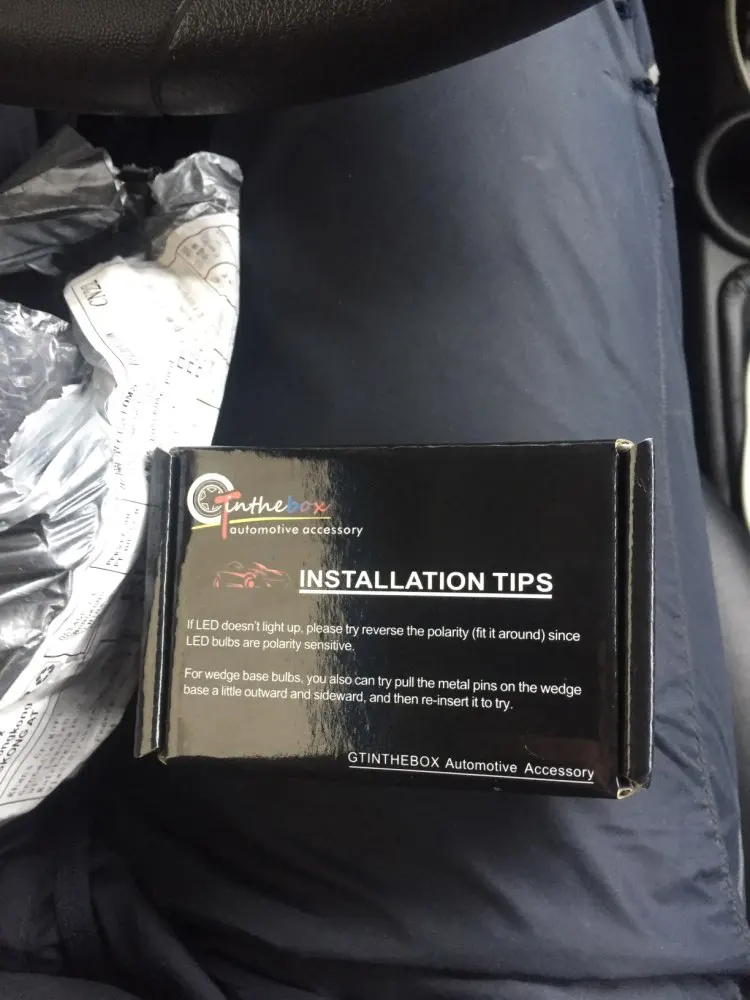 CN22
Gtinthebox
automotive accessory
INSTALLATION TIPS
If LED doesn't light up, please try reverse the polarity (fit it around) since
LED bulbs are polarity sensitive.
For wedge base bulbs, you also can try pull the metal pins on the wedge
base a little outward and sideward, and then re-insert it to try.
GTINTHEBOX Automotive Accessory